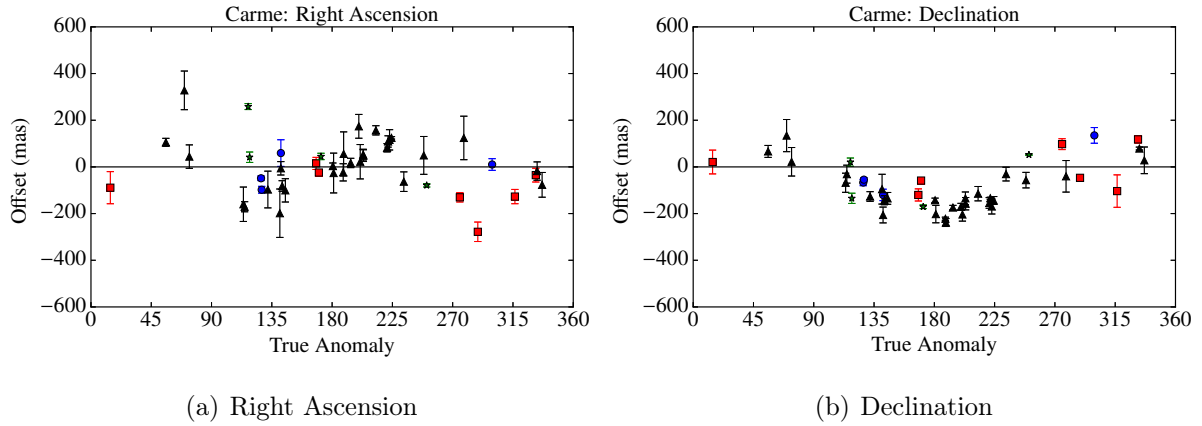 Carme: Right Ascension
600
400
200
0
−200
−400
−600
Offset (mas)
0 45 90 135 180 225 270 315 360
True Anomaly
(a) Right Ascension
Carme: Declination
600
400
200
0
−200
−400
−600
Offset (mas)
0 45 90 135 180 225 270 315 360
True Anomaly
(b) Declination